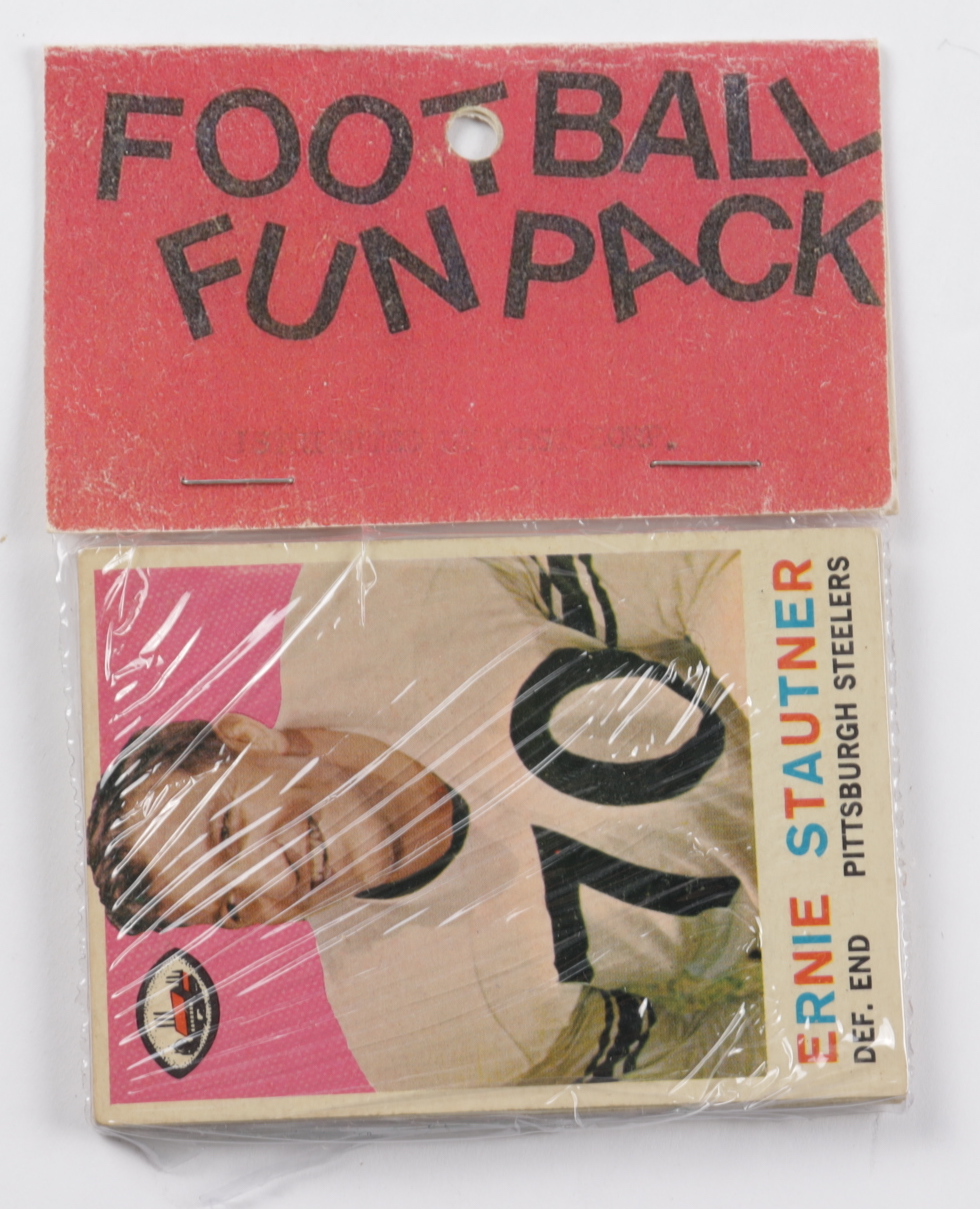 FOOTBALL
FUN PACK
ERNIE STAUTNER
DEF. END PITTSBURGH STEELERS
70